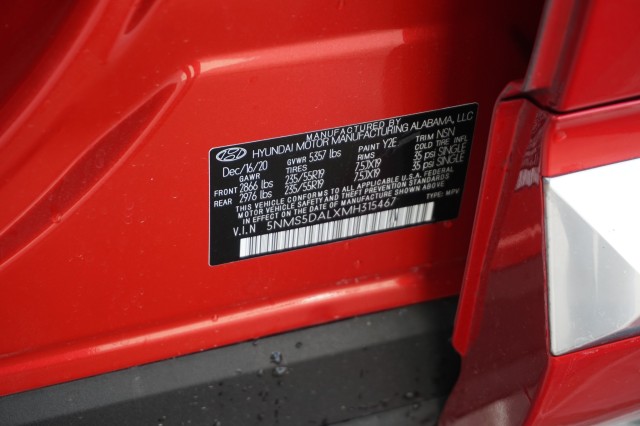 MANUFACTURED BY
HYUNDAI MOTOR MANUFACTURING ALABAMA, LLC
Dec/16/20 GVWR 5357 lbs PAINT Y2E TRIM NSN
GAWR RIMS COLD TIRE INFL
FRONT 2866 lbs 235/55R19 7.5JX19 35 psi SINGLE
REAR 2976 lbs 235/55R19 7.5JX19 35 psi SINGLE
THIS VEHICLE CONFORMS TO ALL APPLICABLE U.S.A. FEDERAL
MOTOR VEHICLE SAFETY AND THEFT PREVENTION STANDARDS
IN EFFECT ON THE DATE OF MANUFACTURE SHOWN ABOVE.
V.I.N 5NMS5DALXMH315467 TYPE: MPV